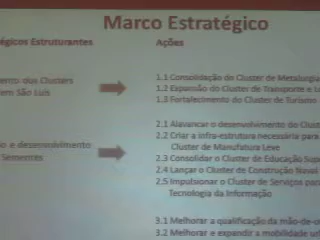 Marco Estratégico
égicos Estruturantes
Ações
ento dos Clusters
em São Luis
1.1 Consolidação do Cluster de Metalurgia
1.2 Expansão do Cluster de Transporte e
1.3 Fortalecimento do Cluster de Turismo
o e desenvolvimento
Sementes
2.1 Alavancar o desenvolvimento do Clust
2.2 Criar a infra-estrutura necessária para
Cluster de Manufatura Leve
2.3 Consolidar o Cluster de Educação Sup
2.4 Lançar o Cluster de Construção Naval
2.5 Impulsionar o Cluster de Serviços para
Tecnologia da Informação
3.1 Melhorar a qualificação da mão-de-o
3.2 Melhorar e expandir a mobilidade ur